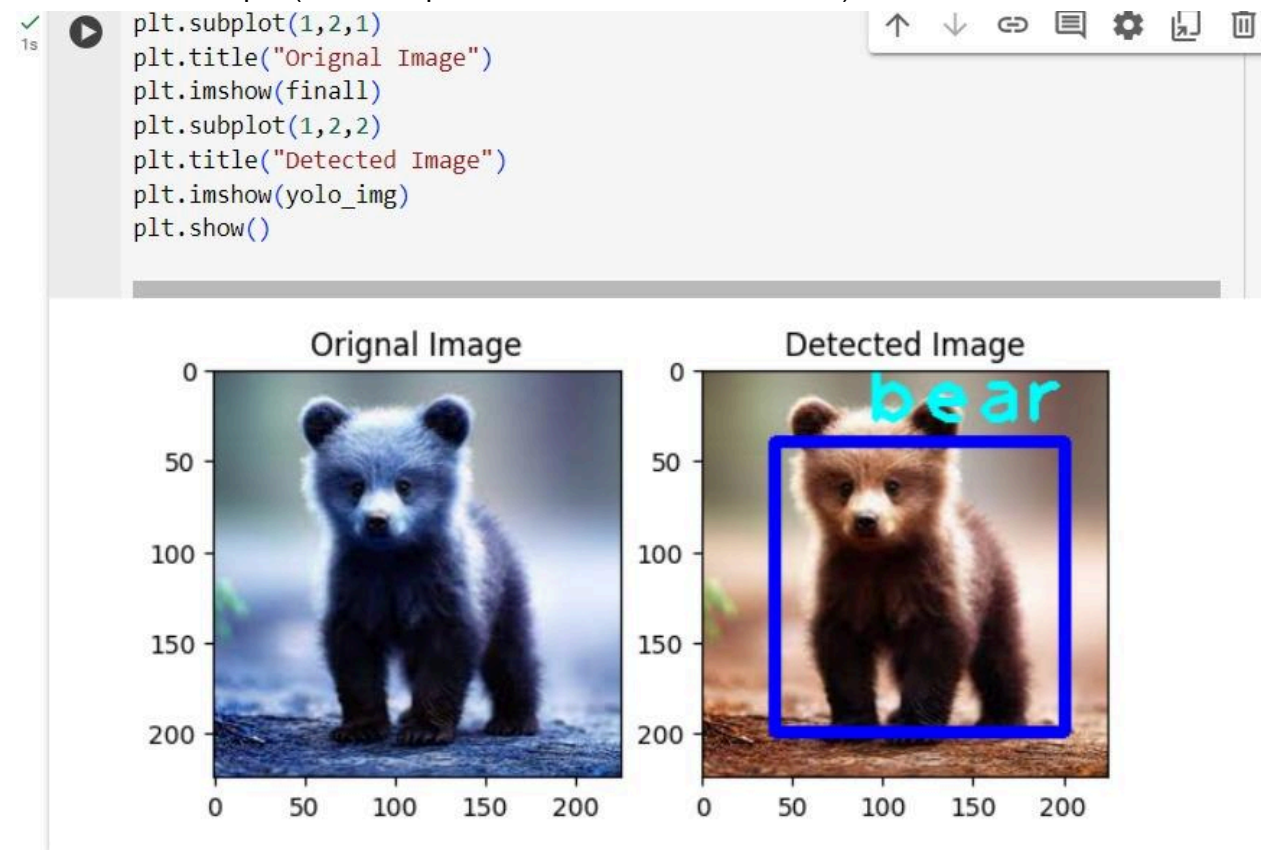 plt.subplot(1,2,1)
1s
plt.title("Orignal Image")
plt.imshow(finall)
plt.subplot(1,2,2)
plt.title("Detected Image")
plt.imshow(yolo_img)
plt.show()
Orignal Image
0
50
100
150
200
0 50 100 150 200
Detected Image
bear
0
50
100
150
200
0 50 100 150 200